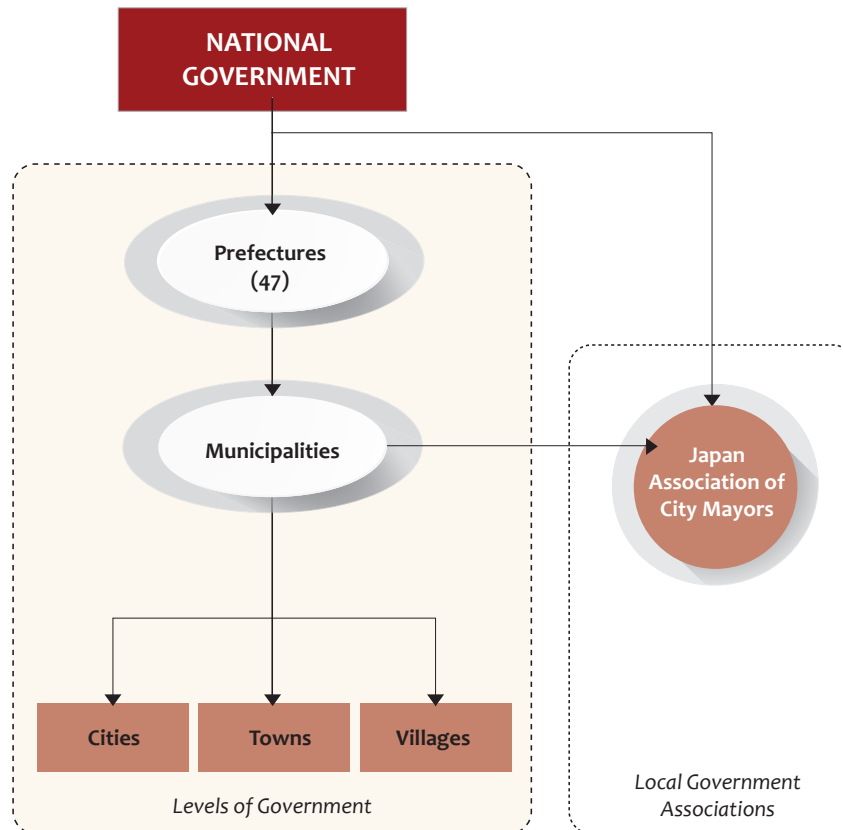 NATIONAL
GOVERNMENT
Prefectures
(47)
Municipalities
Japan
Association of
City Mayors
Cities
Towns
Villages
Levels of Government
Local Government
Associations